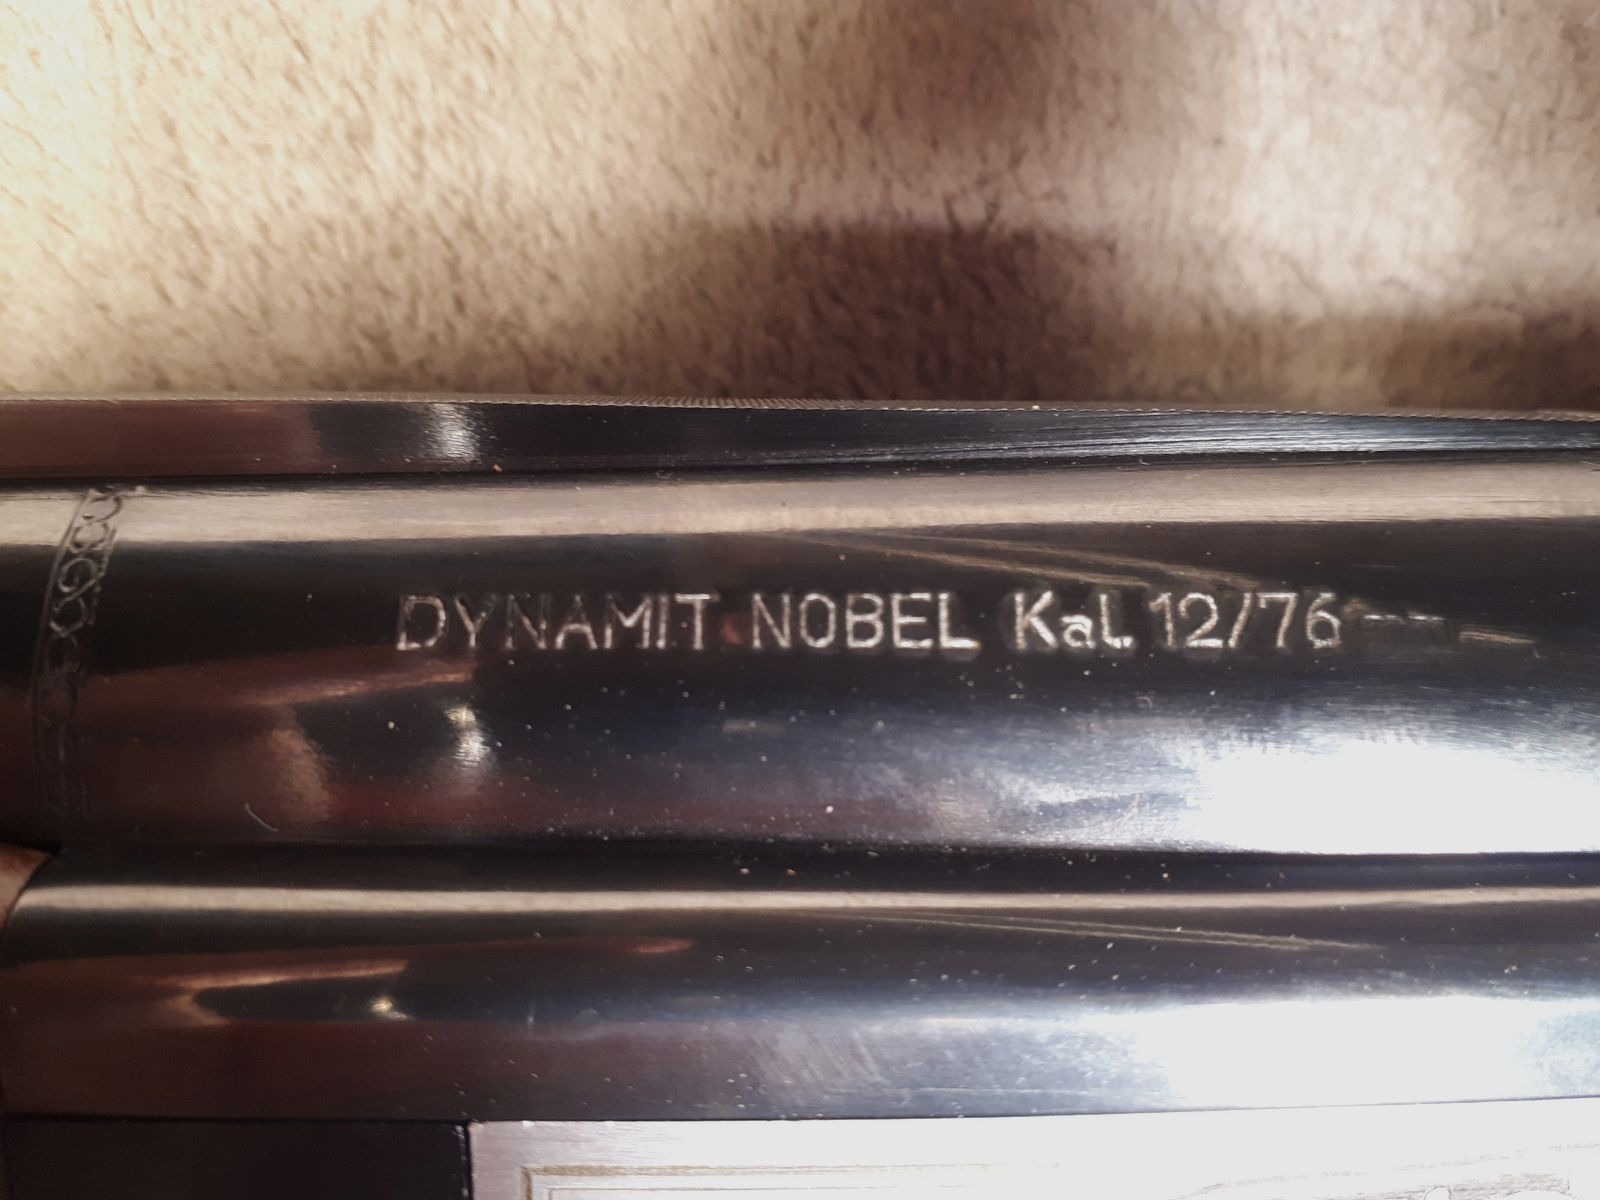 DYNAMIT NOBEL Kal. 12/76